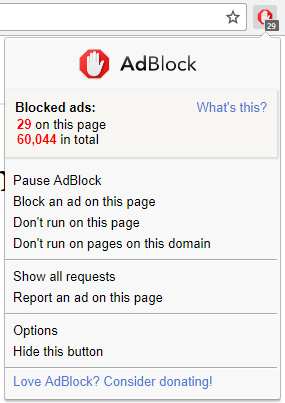 29
AdBlock
Blocked ads:
What's this?
29 on this page
60,044 in total
Pause AdBlock
Block an ad on this page
Don't run on this page
Don't run on pages on this domain
Show all requests
Report an ad on this page
Options
Hide this button
Love AdBlock? Consider donating!